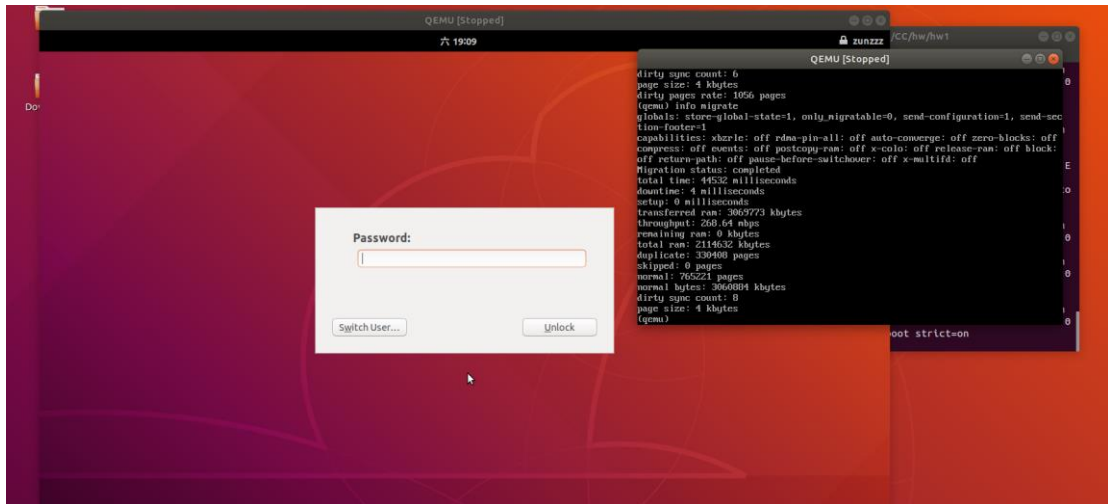 QEMU [Stopped]
六 19:09
zunzzz
/CC/hw/hw1
QEMU [Stopped]
dirty sync count: 6
page size: 4 kbytes
dirty pages rate: 1056 pages
(qemu) info migrate
globals: store-global-state=1, only_migratable=0, send-configuration=1, send-sec
tion-footer=1
capabilities: xbzrle: off rdma-pin-all: off auto-converge: off zero-blocks: off
compress: off events: off postcopy-ram: off x-colo: off release-ram: off block:
off return-path: off pause-before-switchover: off x-multifd: off
Migration status: completed
total time: 44532 milliseconds
downtime: 4 milliseconds
setup: 0 milliseconds
transferred ram: 3069773 kbytes
throughput: 268.64 mbps
remaining ram: 0 kbytes
total ram: 2114632 kbytes
duplicate: 330408 pages
skipped: 0 pages
normal: 765221 pages
normal bytes: 3060884 kbytes
dirty sync count: 8
page size: 4 kbytes
(qemu)
oot strict=on
Do
Password:
Switch User...
Unlock